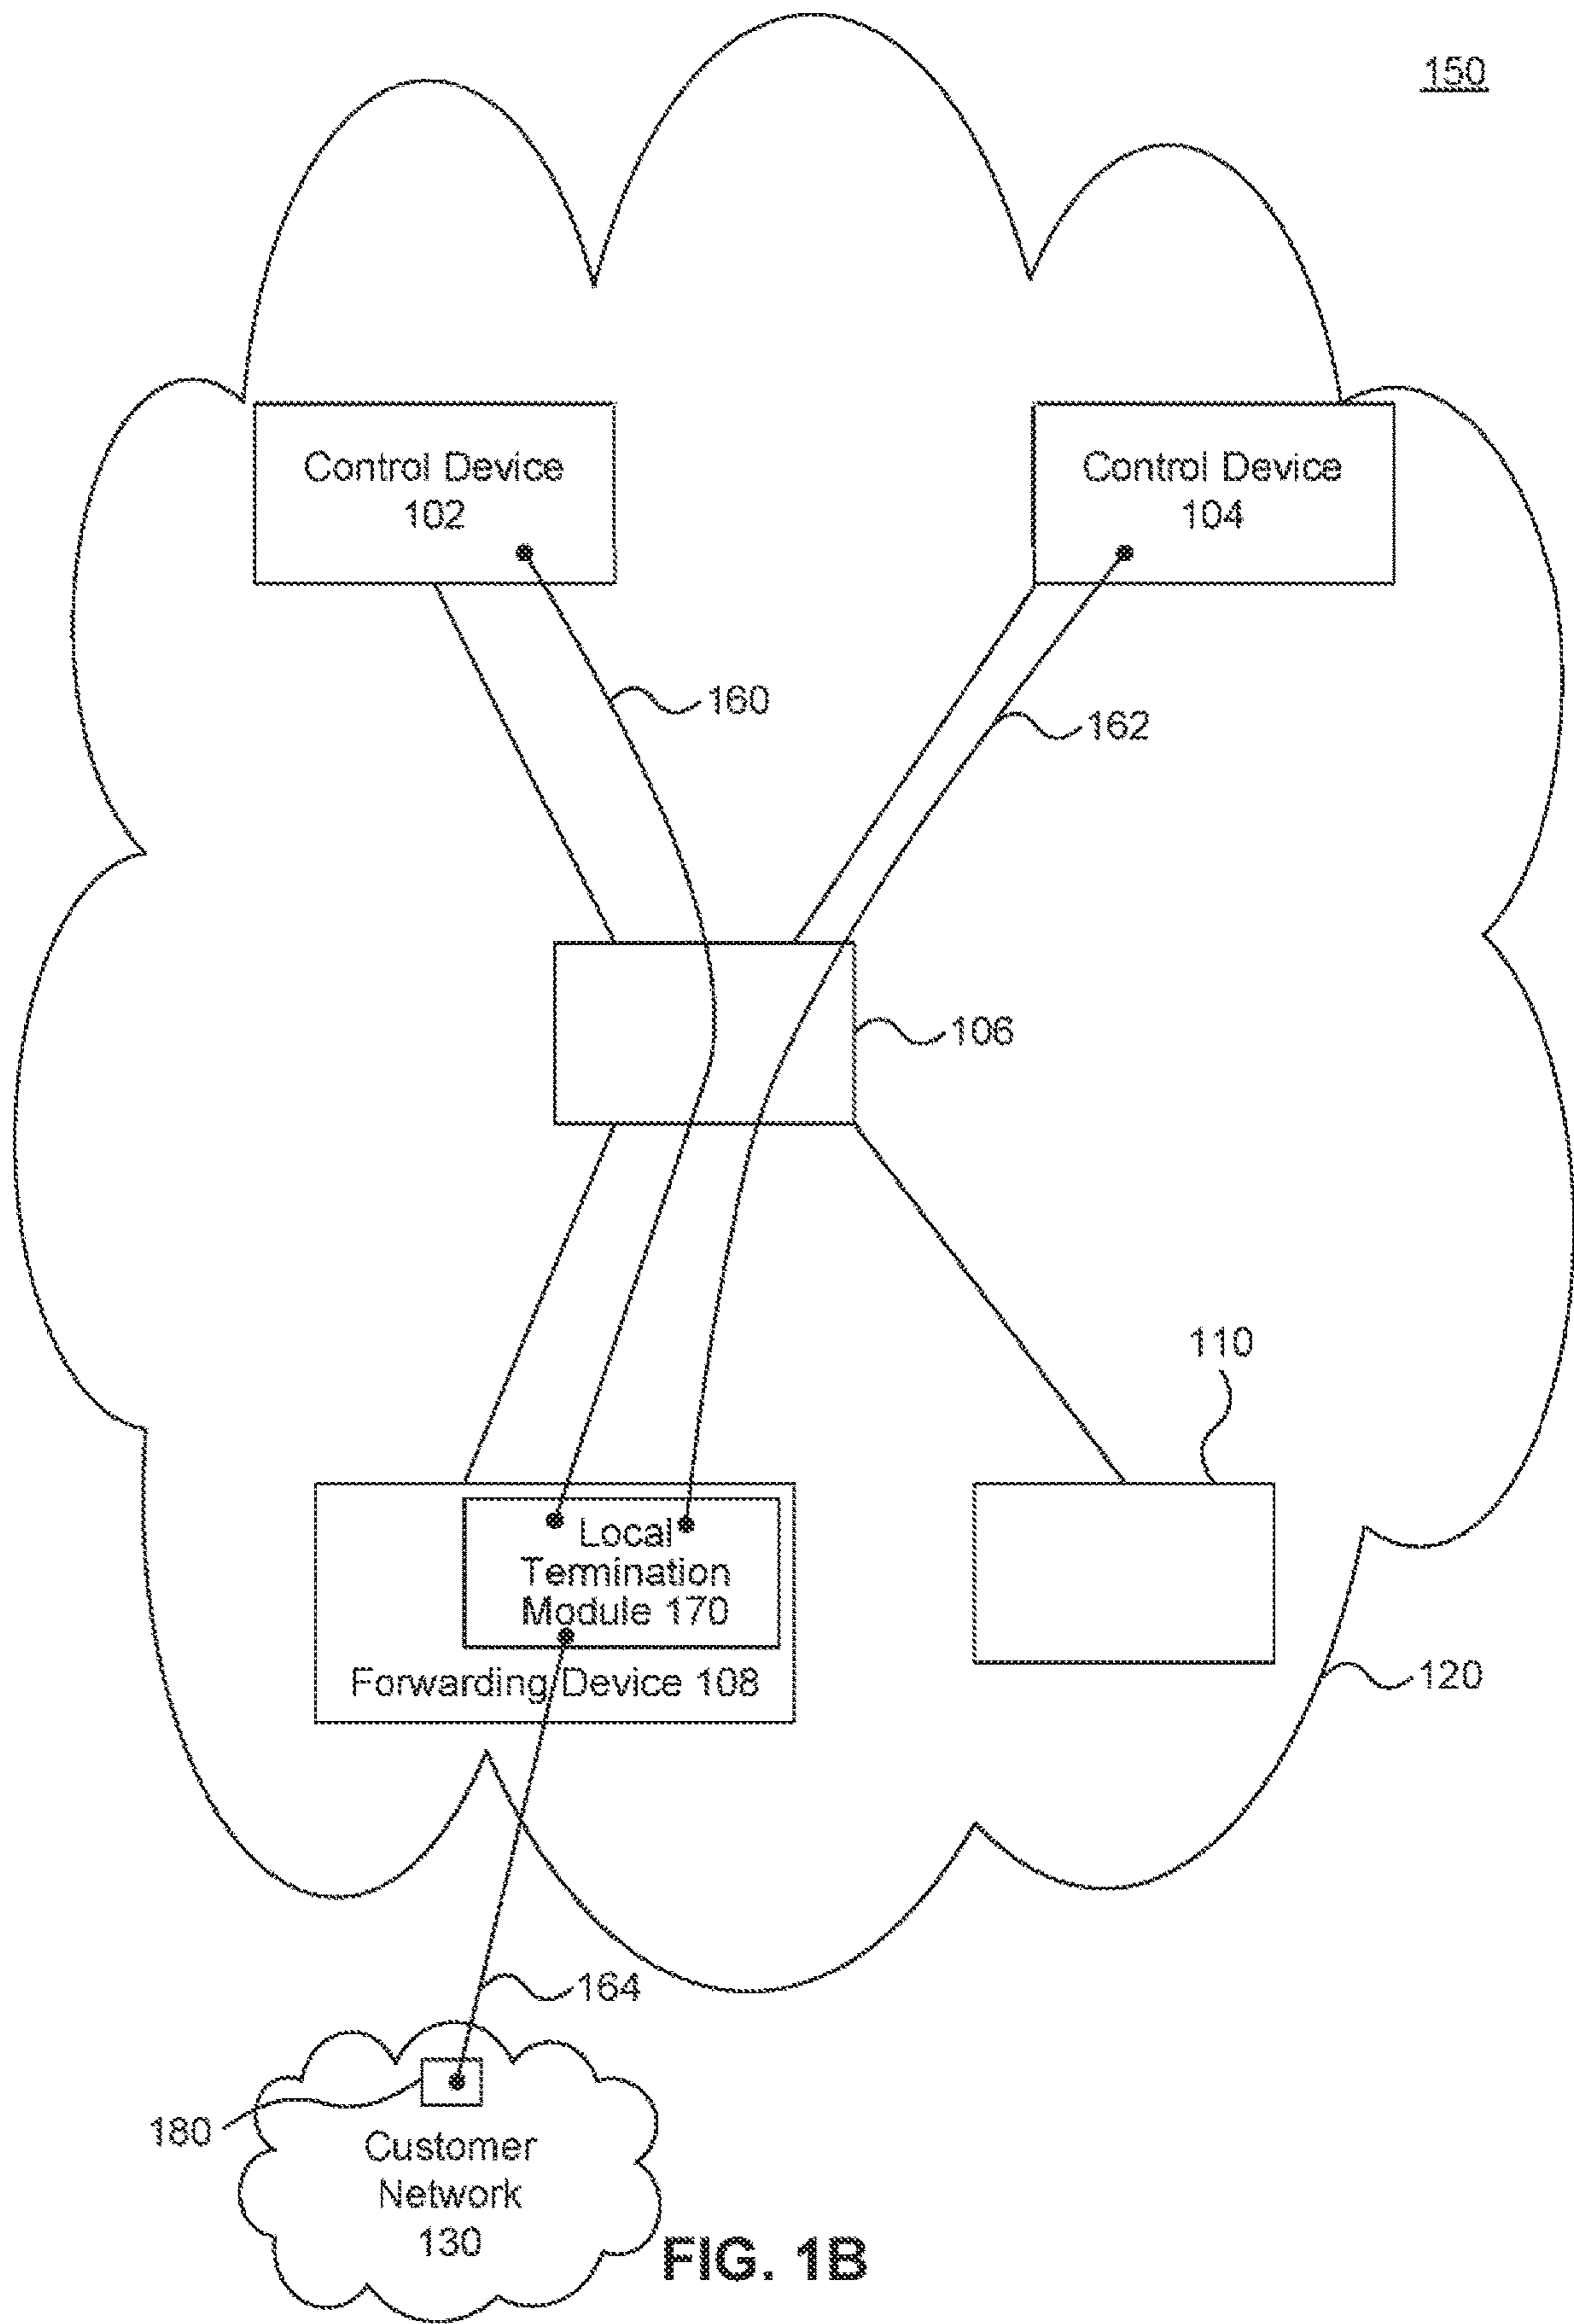 150
Control Device
102
Control Device
104
160
162
106
110
Local
Termination
Module 170
Forwarding Device 108
120
164
180
Customer
Network
130
FIG. 1B